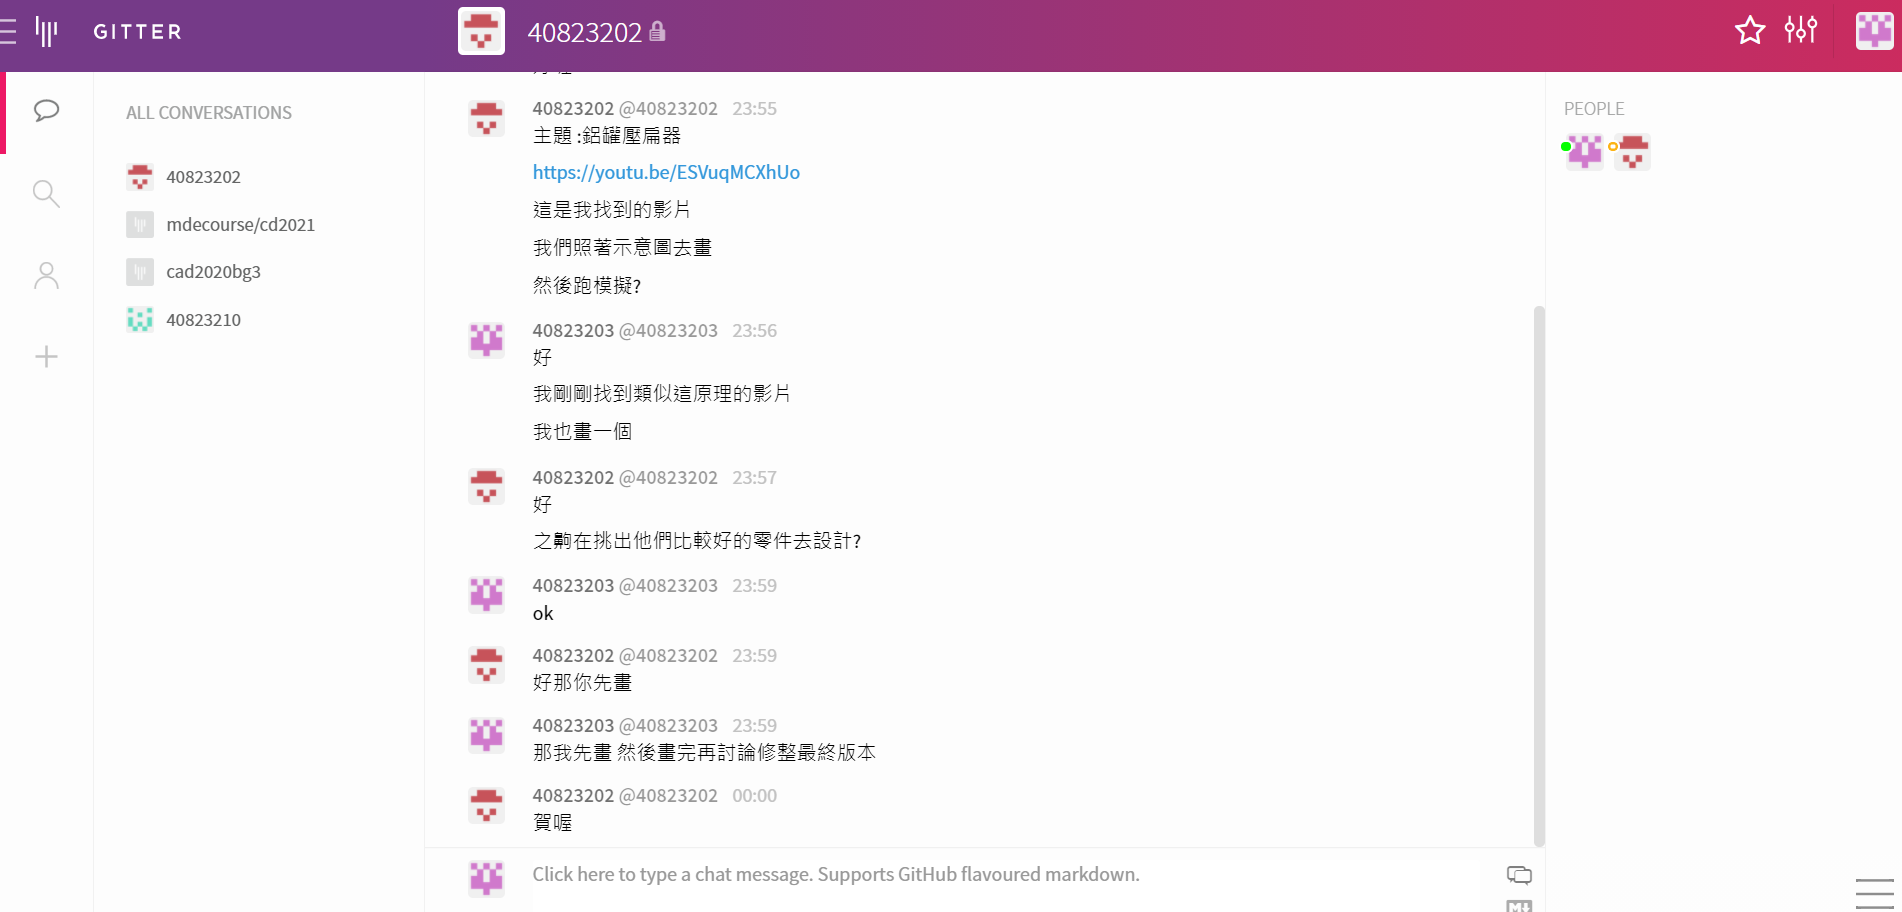 GITTER
40823202
ALL CONVERSATIONS
40823202
mdecourse/cd2021
cad2020bg3
40823210
40823202 @40823202 23:55
主題 :鋁罐壓扁器
https://youtu.be/ESVuqMCXhUo
這是我找到的影片
我們照著示意圖去畫
然後跑模擬?
40823203 @40823203 23:56
好
我剛剛找到類似這原理的影片
我也畫一個
40823202 @40823202 23:57
好
之齁在挑出他們比較好的零件去設計?
40823203 @40823203 23:59
ok
40823202 @40823202 23:59
好那你先畫
40823203 @40823203 23:59
那我先畫 然後畫完再討論修整最終版本
40823202 @40823202 00:00
賀喔
Click here to type a chat message. Supports GitHub flavoured markdown.
PEOPLE